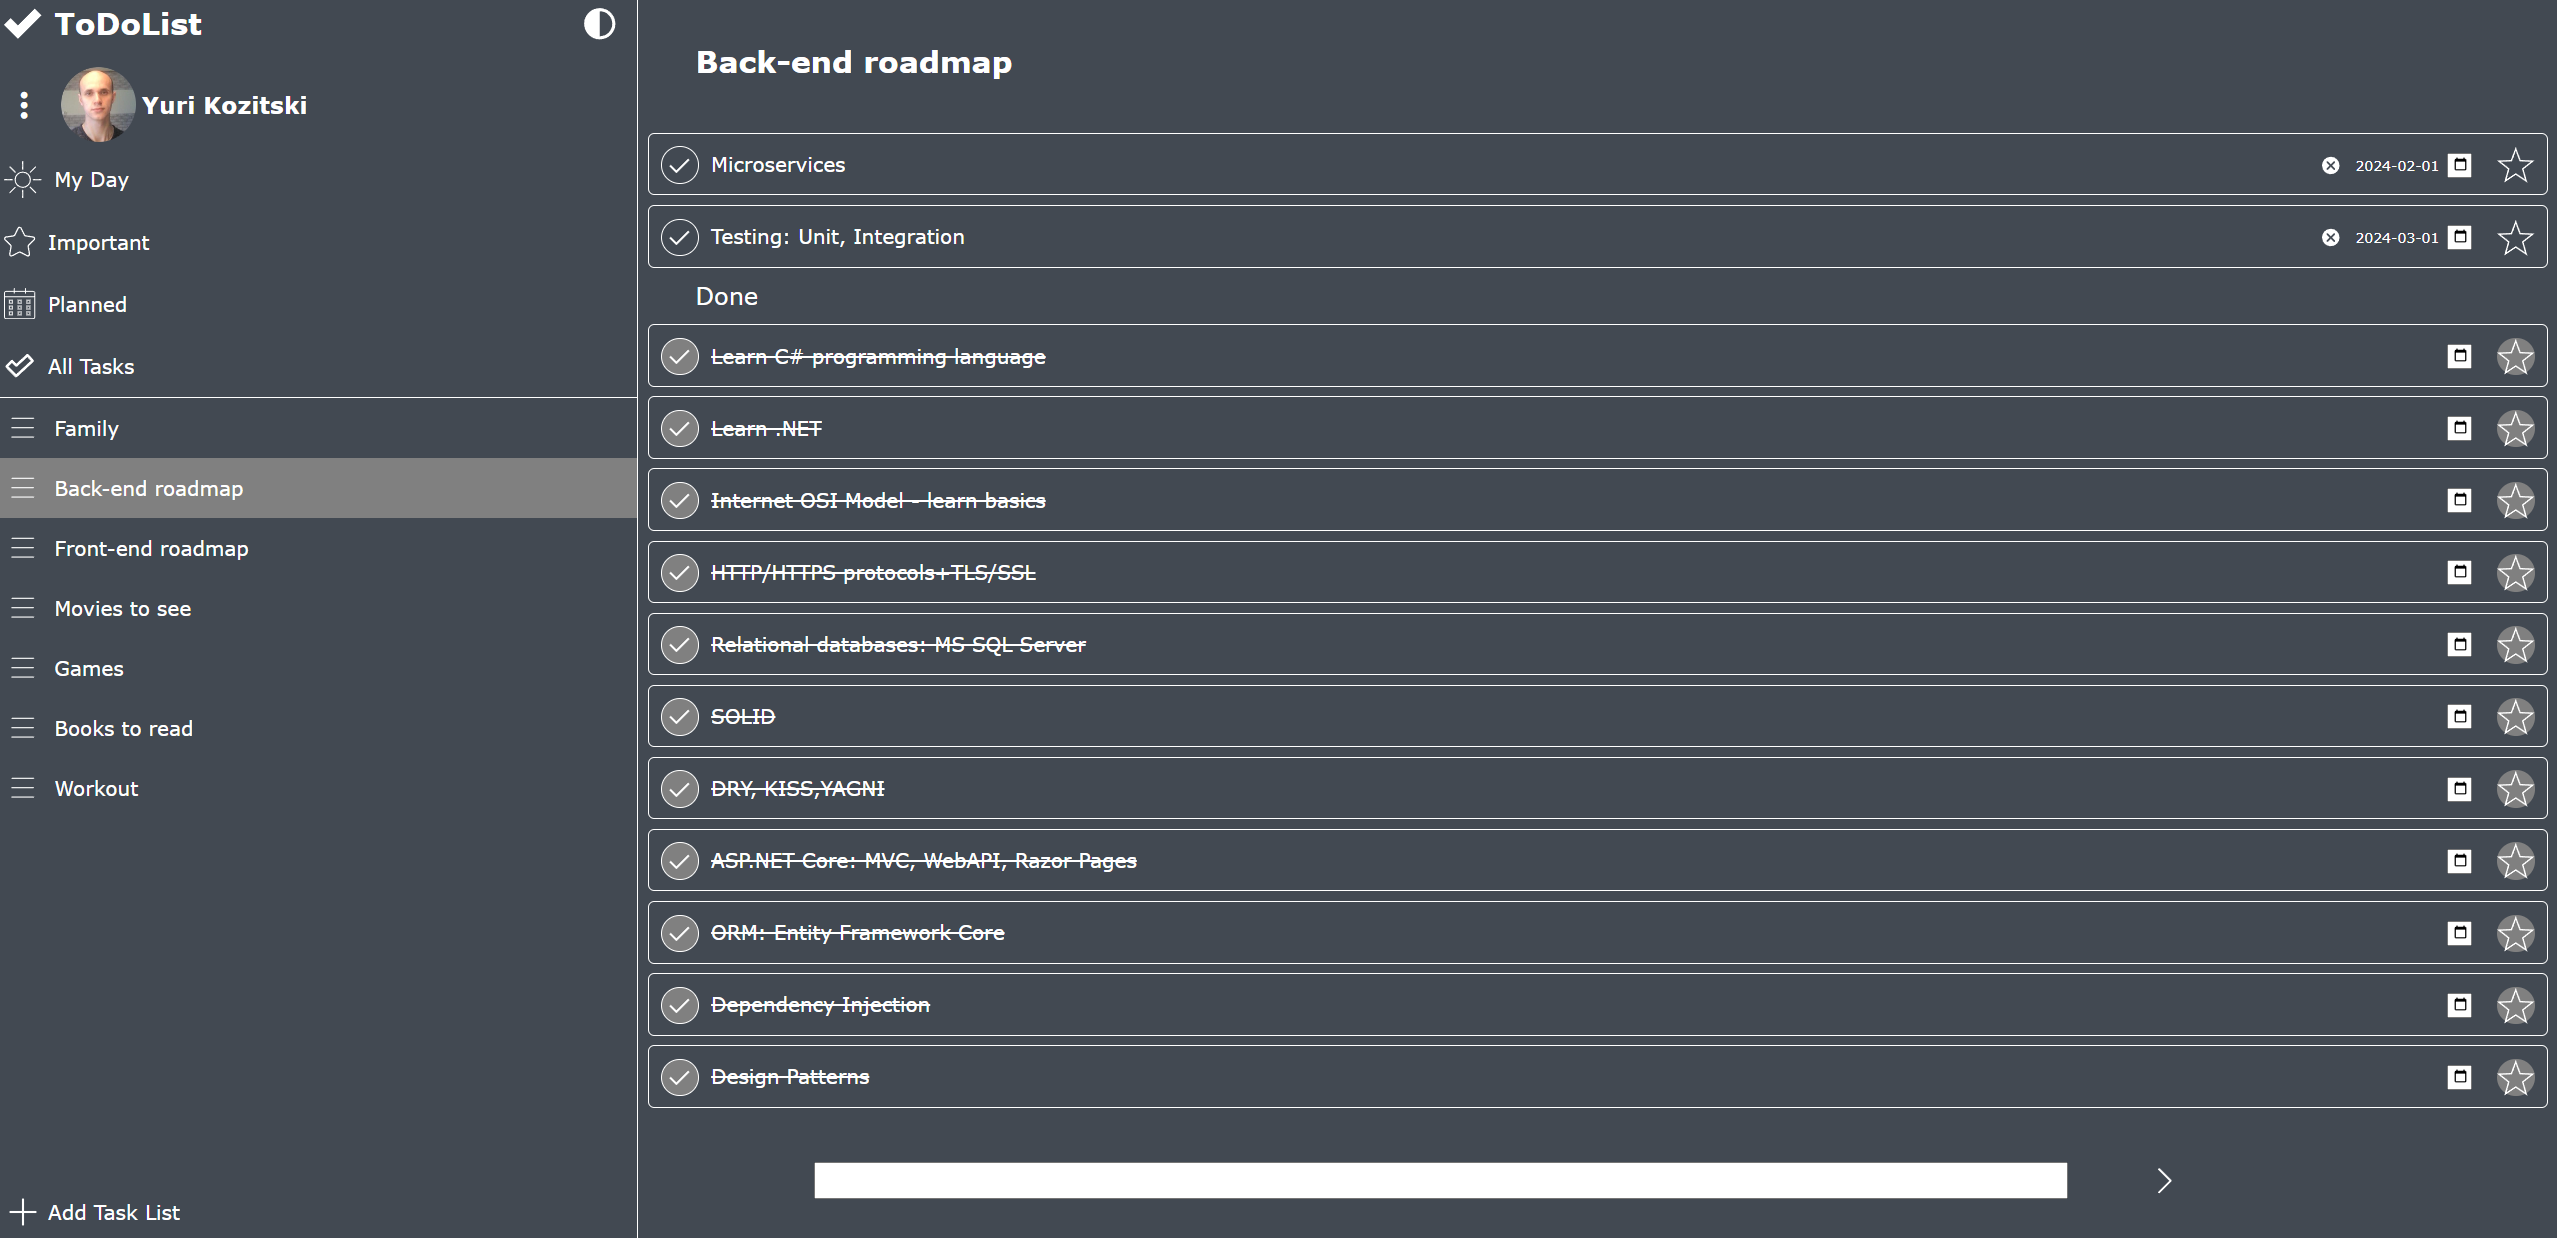 ToDoList
Yuri Kozitski
My Day
Important
Planned
All Tasks
Family
Back-end roadmap
Front-end roadmap
Movies to see
Games
Books to read
Workout
Add Task List
Back-end roadmap
Microservices 2024-02-01
Testing: Unit, Integration 2024-03-01
Done
Learn C# programming language
Learn .NET
Internet OSI Model - learn basics
HTTP/HTTPS protocols+TLS/SSL
Relational databases: MS SQL Server
SOLID
DRY, KISS,YAGNI
ASP.NET Core: MVC, WebAPI, Razor Pages
ORM: Entity Framework Core
Dependency Injection
Design Patterns